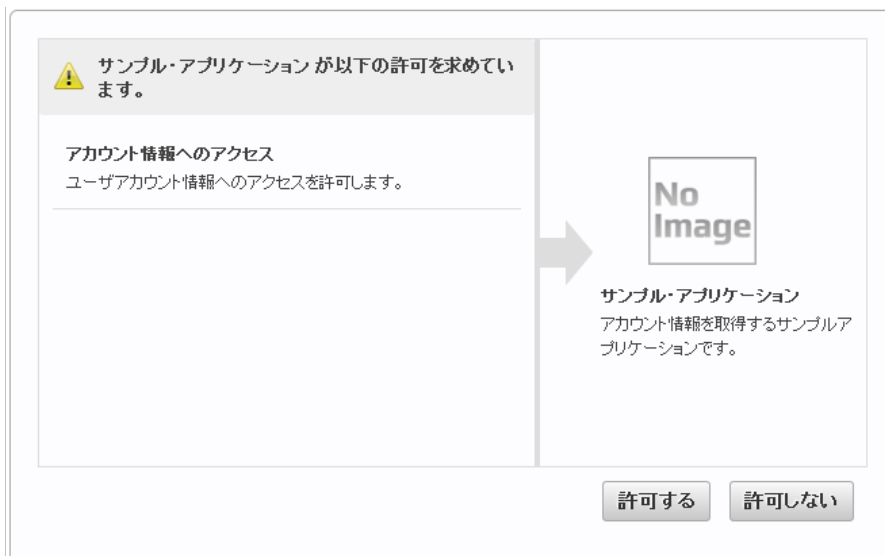 サンプル・アプリケーション が以下の許可を求めてい
ます。
アカウント情報へのアクセス
ユーザアカウント情報へのアクセスを許可します。
No
Image
サンプル・アプリケーション
アカウント情報を取得するサンプルア
プリケーションです。
許可する
許可しない